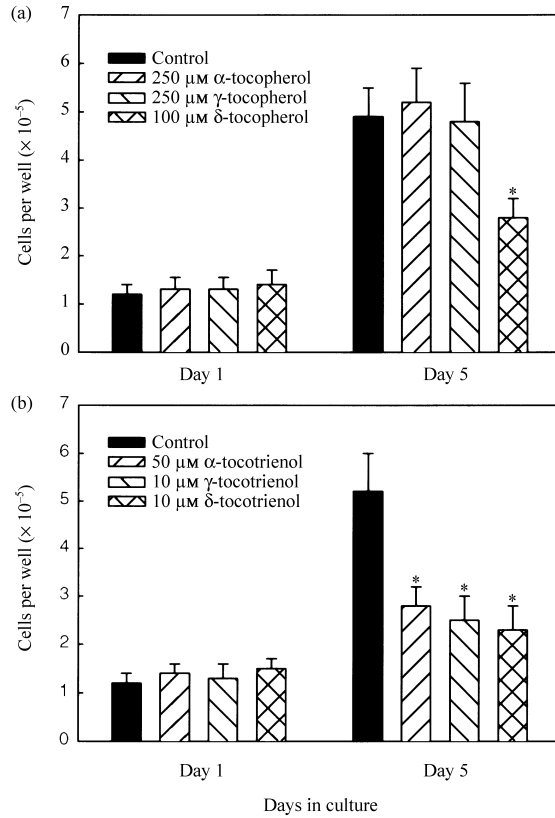 (a)
7
6
5
4
3
2
1
0
Cells per well (× 10⁻⁵)
Control
250 μM α-tocopherol
250 μM γ-tocopherol
100 μM δ-tocopherol
*
Day 1 Day 5
(b)
7
6
5
4
3
2
1
0
Cells per well (× 10⁻⁵)
Control
50 μM α-tocotrienol
10 μM γ-tocotrienol
10 μM δ-tocotrienol
* * *
Day 1 Day 5
Days in culture